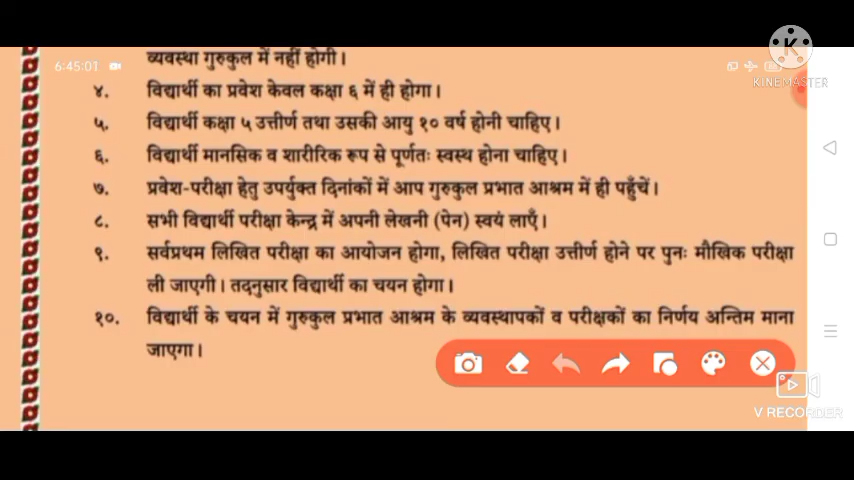 व्यवस्था गुरुकुल में नहीं होगी।
6:45:01
KINEMASTER
४. विद्यार्थी का प्रवेश केवल कक्षा ६ में ही होगा।
५. विद्यार्थी कक्षा ५ उत्तीर्ण तथा उसकी आयु १० वर्ष होनी चाहिए।
६. विद्यार्थी मानसिक व शारीरिक रूप से पूर्णतः स्वस्थ होना चाहिए।
७. प्रवेश-परीक्षा हेतु उपर्युक्त दिनांकों में आप गुरुकुल प्रभात आश्रम में ही पहुँचें।
८. सभी विद्यार्थी परीक्षा केन्द्र में अपनी लेखनी (पेन) स्वयं लाएँ।
९. सर्वप्रथम लिखित परीक्षा का आयोजन होगा, लिखित परीक्षा उत्तीर्ण होने पर पुनः मौखिक परीक्षा
ली जाएगी। तदनुसार विद्यार्थी का चयन होगा।
१०. विद्यार्थी के चयन में गुरुकुल प्रभात आश्रम के व्यवस्थापकों व परीक्षकों का निर्णय अन्तिम माना
जाएगा।
V RECORDER